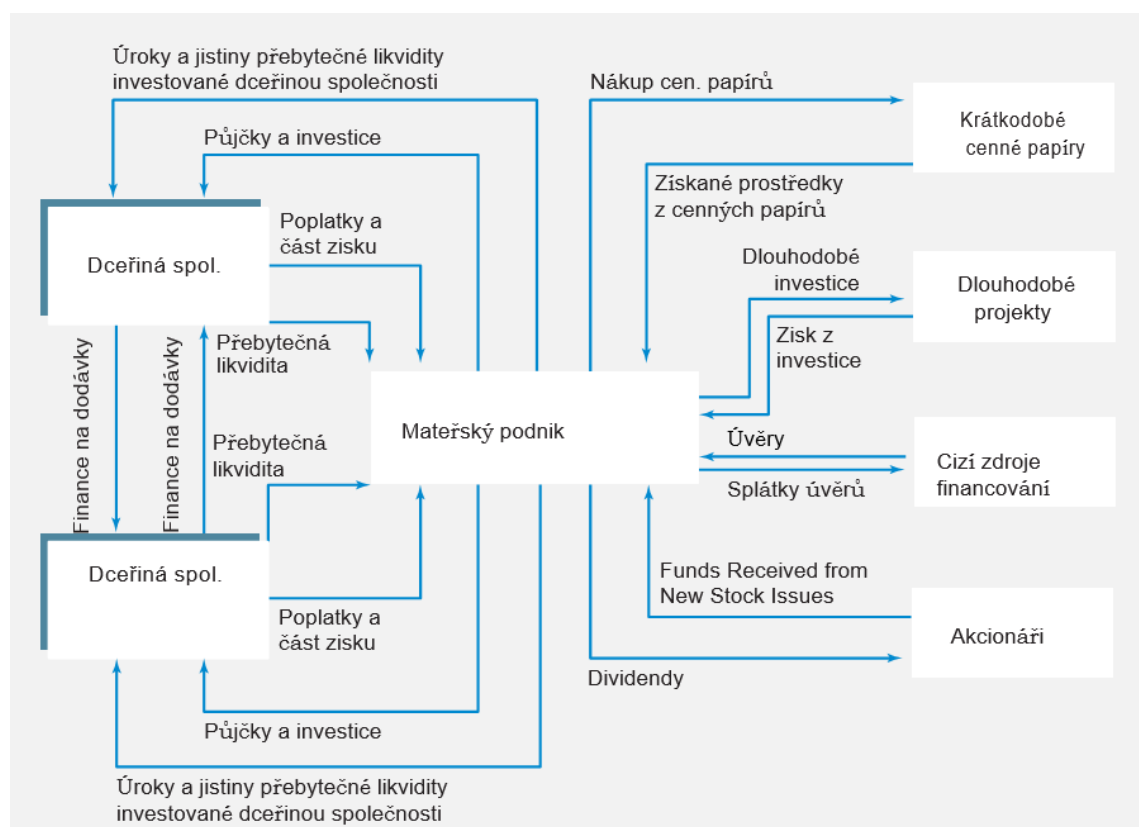 Úroky a jistiny přebytečné likvidity
investované dceřinou společnosti
Nákup cen. papírů
Krátkodobé
cenné papíry
Půjčky a investice
Získané prostředky
z cenných papírů
Poplatky a
část zisku
Dceřiná spol.
Dlouhodobé
investice
Dlouhodobé
projekty
Zisk z
investice
Přebytečná
likvidita
Finance na dodávky
Finance na dodávky
Mateřský podnik
Úvěry
Cizí zdroje
financování
Splátky úvěrů
Přebytečná
likvidita
Dceřiná spol.
Funds Received from
New Stock Issues
Akcionáři
Poplatky a
část zisku
Dividendy
Půjčky a investice
Úroky a jistiny přebytečné likvidity
investované dceřinou společnosti